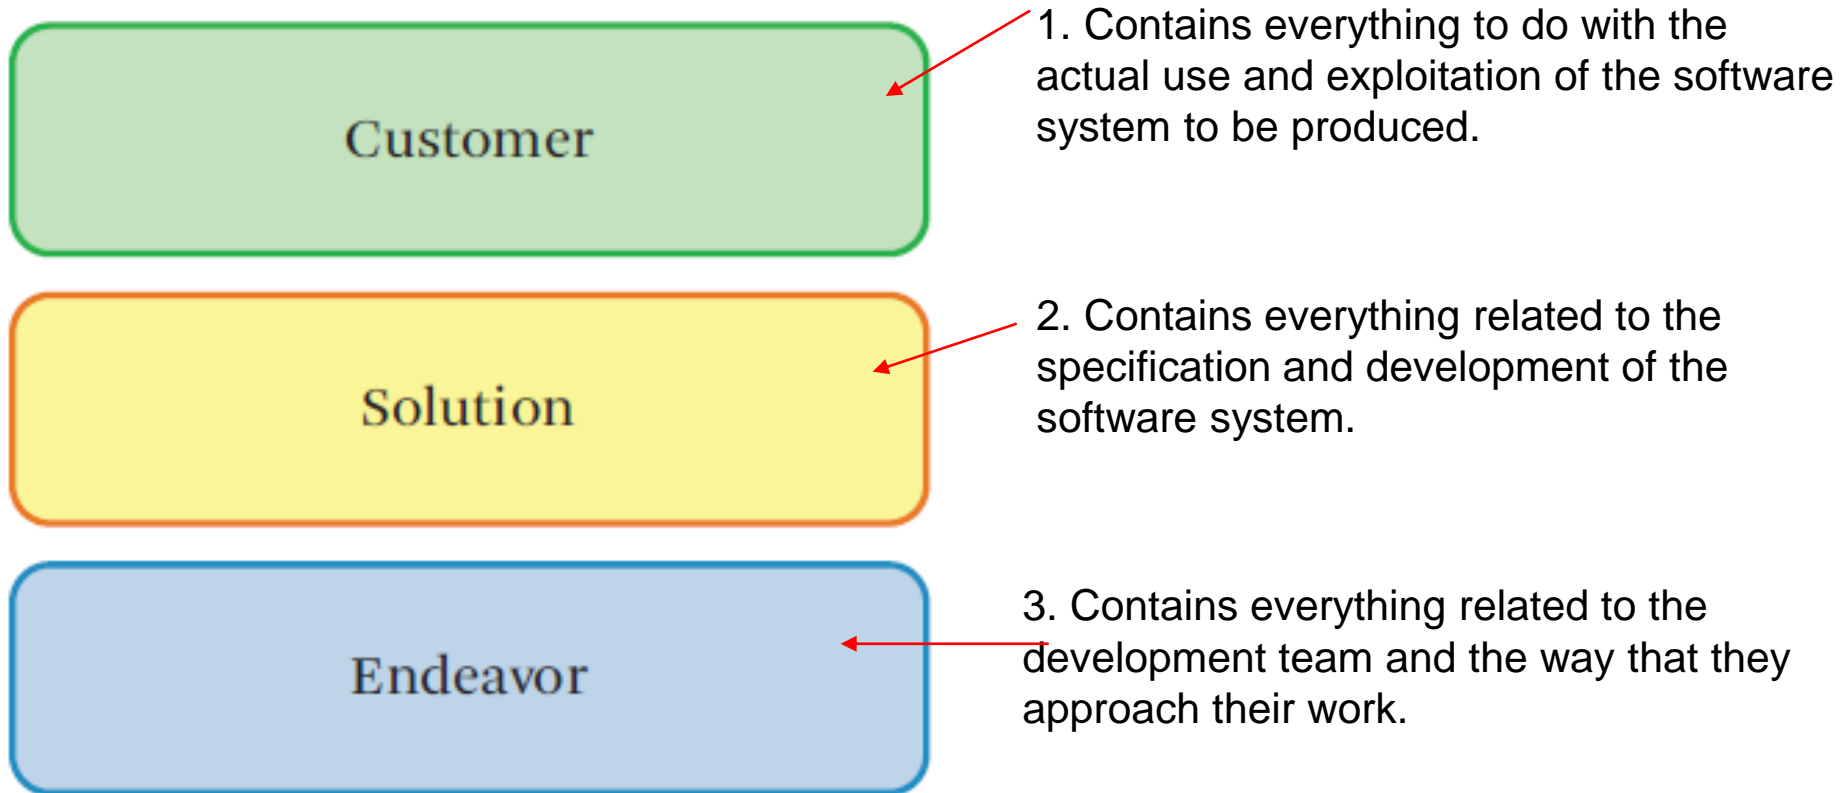 Customer
1. Contains everything to do with the
actual use and exploitation of the software
system to be produced.
Solution
2. Contains everything related to the
specification and development of the
software system.
Endeavor
3. Contains everything related to the
development team and the way that they
approach their work.